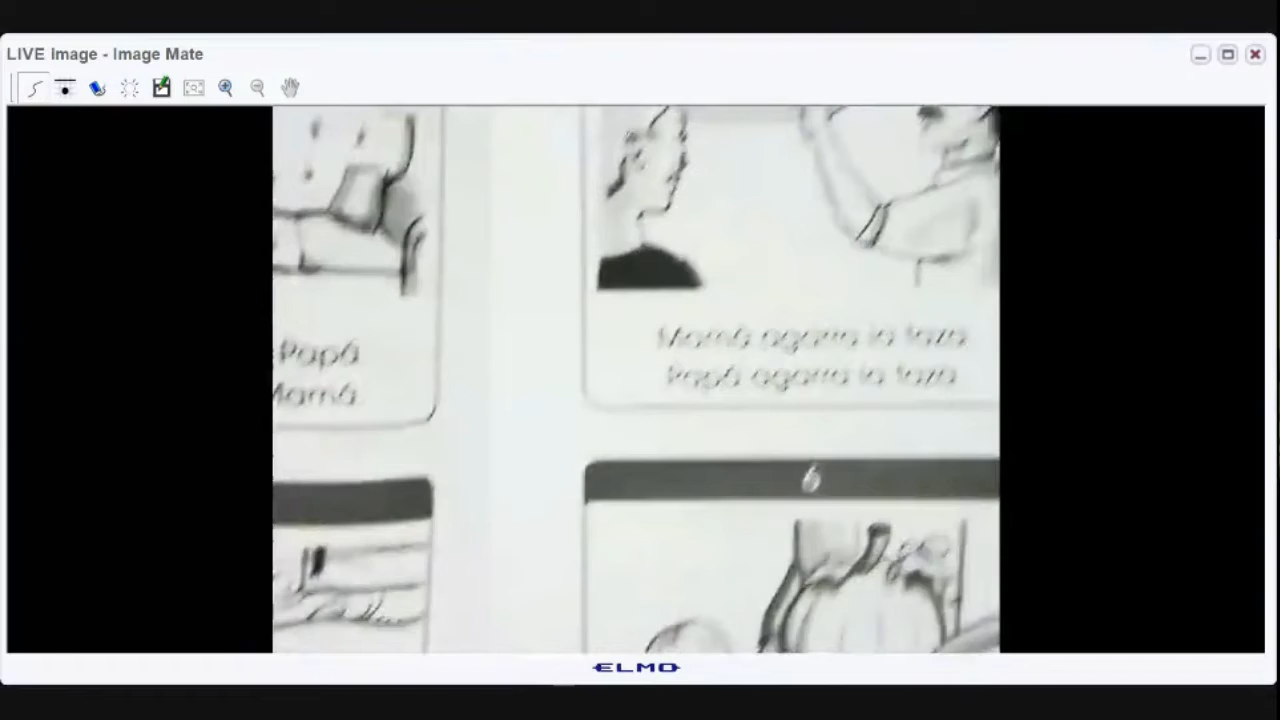 LIVE Image - Image Mate
Papá
Mamá
Mamá agarra la taza
Papá agarra la taza
6
ELMO